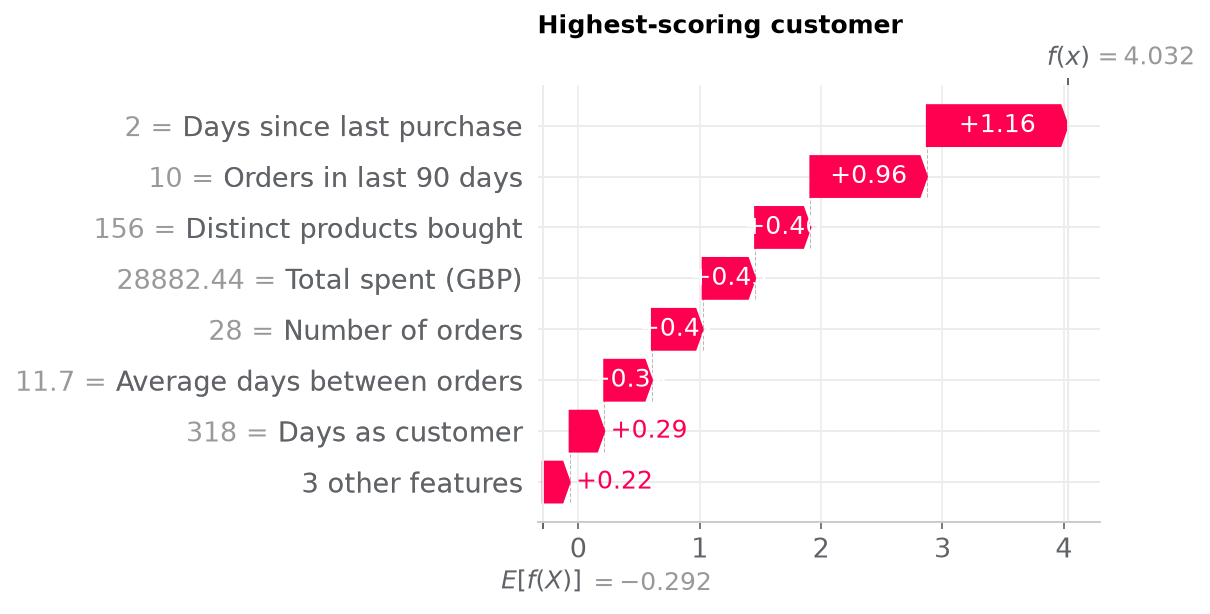 Highest-scoring customer
f(x) = 4.032
2 = Days since last purchase
+1.16
10 = Orders in last 90 days
+0.96
156 = Distinct products bought
28882.44 = Total spent (GBP)
28 = Number of orders
11.7 = Average days between orders
318 = Days as customer
+0.29
3 other features
+0.22
0 1 2 3 4
E[f(X)] = −0.292